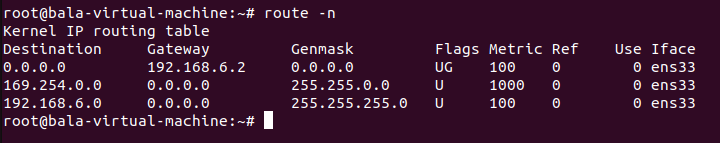 root@bala-virtual-machine:~# route -n
Kernel IP routing table
Destination     Gateway         Genmask         Flags Metric Ref    Use Iface
0.0.0.0         192.168.6.2     0.0.0.0         UG    100    0        0 ens33
169.254.0.0     0.0.0.0         255.255.0.0     U     1000   0        0 ens33
192.168.6.0     0.0.0.0         255.255.255.0   U     100    0        0 ens33
root@bala-virtual-machine:~#